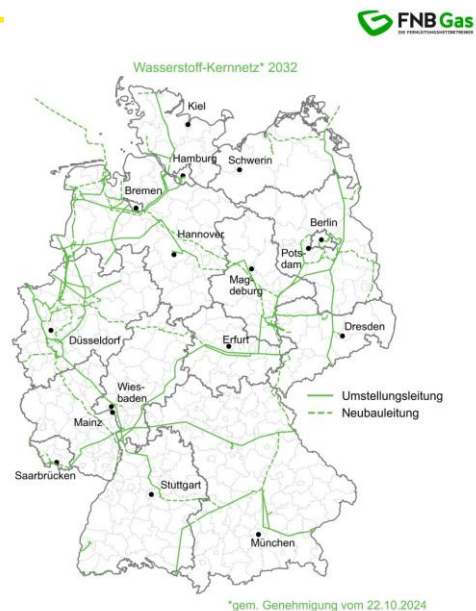 FNB Gas
DIE FERNLEITUNGSNETZBETREIBER
Wasserstoff-Kernnetz* 2032
Kiel
Hamburg
Schwerin
Bremen
Berlin
Hannover
Pots-
dam
Mag-
deburg
Düsseldorf
Erfurt
Dresden
Wies-
baden
Mainz
Umstellungsleitung
Neubauleitung
Saarbrücken
Stuttgart
München
*gem. Genehmigung vom 22.10.2024